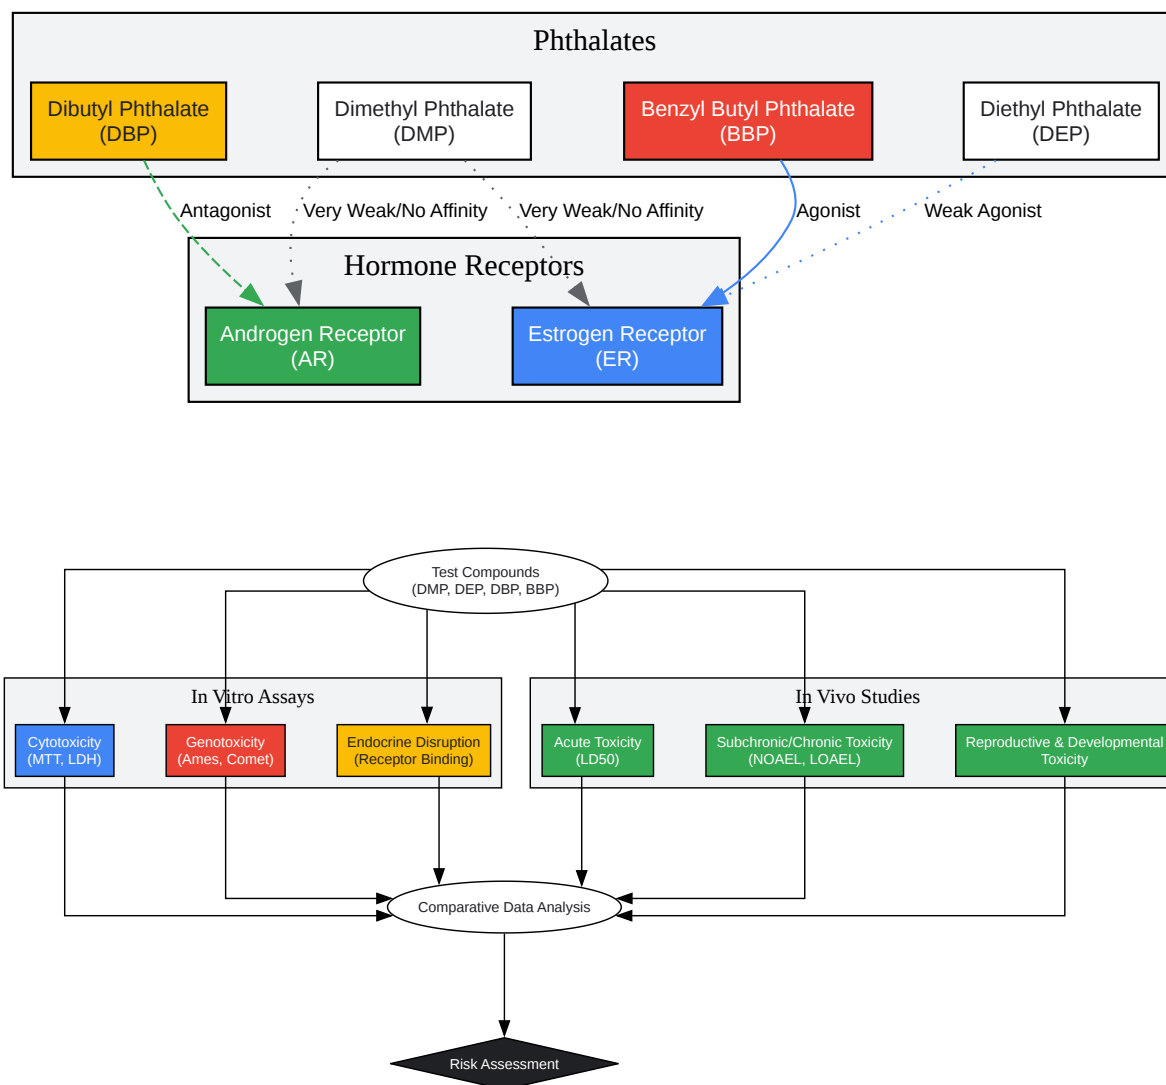 Phthalates
Dibutyl Phthalate
(DBP)
Dimethyl Phthalate
(DMP)
Benzyl Butyl Phthalate
(BBP)
Diethyl Phthalate
(DEP)
Antagonist
Very Weak/No Affinity
Very Weak/No Affinity
Agonist
Weak Agonist
Hormone Receptors
Androgen Receptor
(AR)
Estrogen Receptor
(ER)
Test Compounds
(DMP, DEP, DBP, BBP)
In Vitro Assays
Cytotoxicity
(MTT, LDH)
Genotoxicity
(Ames, Comet)
Endocrine Disruption
(Receptor Binding)
In Vivo Studies
Acute Toxicity
(LD50)
Subchronic/Chronic Toxicity
(NOAEL, LOAEL)
Reproductive & Developmental
Toxicity
Comparative Data Analysis
Risk Assessment